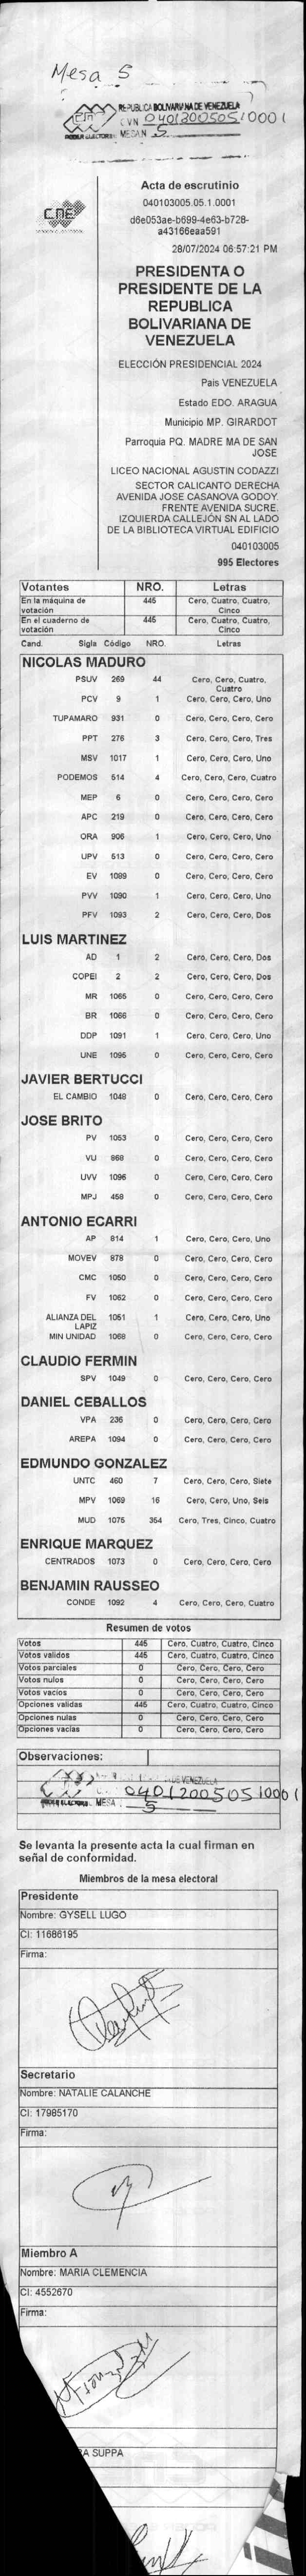 Mesa 5
REPUBLICA BOLIVARIANA DE VENEZUELA
CVN 040120050510001
PODER ELECTORAL MESA N 5
CNE
Acta de escrutinio
040103005.05.1.0001
d6e053ae-b699-4e63-b728-
a43166eaa591
28/07/2024 06:57:21 PM
PRESIDENTA O
PRESIDENTE DE LA
REPUBLICA
BOLIVARIANA DE
VENEZUELA
ELECCIÓN PRESIDENCIAL 2024
Pais VENEZUELA
Estado EDO. ARAGUA
Municipio MP. GIRARDOT
Parroquia PQ. MADRE MA DE SAN
JOSE
LICEO NACIONAL AGUSTIN CODAZZI
SECTOR CALICANTO DERECHA
AVENIDA JOSE CASANOVA GODOY.
FRENTE AVENIDA SUCRE.
IZQUIERDA CALLEJÓN SN AL LADO
DE LA BIBLIOTECA VIRTUAL EDIFICIO
040103005
995 Electores
Votantes NRO. Letras
En la máquina de votación 445 Cero, Cuatro, Cuatro, Cinco
En el cuaderno de votación 445 Cero, Cuatro, Cuatro, Cinco
Cand. Sigla Código NRO. Letras
NICOLAS MADURO
PSUV 269 44 Cero, Cero, Cuatro, Cuatro
PCV 9 1 Cero, Cero, Cero, Uno
TUPAMARO 931 0 Cero, Cero, Cero, Cero
PPT 276 3 Cero, Cero, Cero, Tres
MSV 1017 1 Cero, Cero, Cero, Uno
PODEMOS 514 4 Cero, Cero, Cero, Cuatro
MEP 6 0 Cero, Cero, Cero, Cero
APC 219 0 Cero, Cero, Cero, Cero
ORA 906 1 Cero, Cero, Cero, Uno
UPV 513 0 Cero, Cero, Cero, Cero
EV 1089 0 Cero, Cero, Cero, Cero
PVV 1090 1 Cero, Cero, Cero, Uno
PFV 1093 2 Cero, Cero, Cero, Dos
LUIS MARTINEZ
AD 1 2 Cero, Cero, Cero, Dos
COPEI 2 2 Cero, Cero, Cero, Dos
MR 1065 0 Cero, Cero, Cero, Cero
BR 1066 0 Cero, Cero, Cero, Cero
DDP 1091 1 Cero, Cero, Cero, Uno
UNE 1095 0 Cero, Cero, Cero, Cero
JAVIER BERTUCCI
EL CAMBIO 1048 0 Cero, Cero, Cero, Cero
JOSE BRITO
PV 1053 0 Cero, Cero, Cero, Cero
VU 868 0 Cero, Cero, Cero, Cero
UVV 1096 0 Cero, Cero, Cero, Cero
MPJ 458 0 Cero, Cero, Cero, Cero
ANTONIO ECARRI
AP 814 1 Cero, Cero, Cero, Uno
MOVEV 878 0 Cero, Cero, Cero, Cero
CMC 1050 0 Cero, Cero, Cero, Cero
FV 1062 0 Cero, Cero, Cero, Cero
ALIANZA DEL LAPIZ 1051 1 Cero, Cero, Cero, Uno
MIN UNIDAD 1068 0 Cero, Cero, Cero, Cero
CLAUDIO FERMIN
SPV 1049 0 Cero, Cero, Cero, Cero
DANIEL CEBALLOS
VPA 236 0 Cero, Cero, Cero, Cero
AREPA 1094 0 Cero, Cero, Cero, Cero
EDMUNDO GONZALEZ
UNTC 460 7 Cero, Cero, Cero, Siete
MPV 1069 16 Cero, Cero, Uno, Seis
MUD 1075 354 Cero, Tres, Cinco, Cuatro
ENRIQUE MARQUEZ
CENTRADOS 1073 0 Cero, Cero, Cero, Cero
BENJAMIN RAUSSEO
CONDE 1092 4 Cero, Cero, Cero, Cuatro
Resumen de votos
Votos 445 Cero, Cuatro, Cuatro, Cinco
Votos validos 445 Cero, Cuatro, Cuatro, Cinco
Votos parciales 0 Cero, Cero, Cero, Cero
Votos nulos 0 Cero, Cero, Cero, Cero
Votos vacios 0 Cero, Cero, Cero, Cero
Opciones validas 445 Cero, Cuatro, Cuatro, Cinco
Opciones nulas 0 Cero, Cero, Cero, Cero
Opciones vacias 0 Cero, Cero, Cero, Cero
Observaciones:
DE VENEZUELA
040120050510001
MESA 5
Se levanta la presente acta la cual firman en
señal de conformidad.
Miembros de la mesa electoral
Presidente
Nombre: GYSELL LUGO
CI: 11686195
Firma:
Secretario
Nombre: NATALIE CALANCHE
CI: 17985170
Firma:
Miembro A
Nombre: MARIA CLEMENCIA
CI: 4552670
Firma:
SUPPA